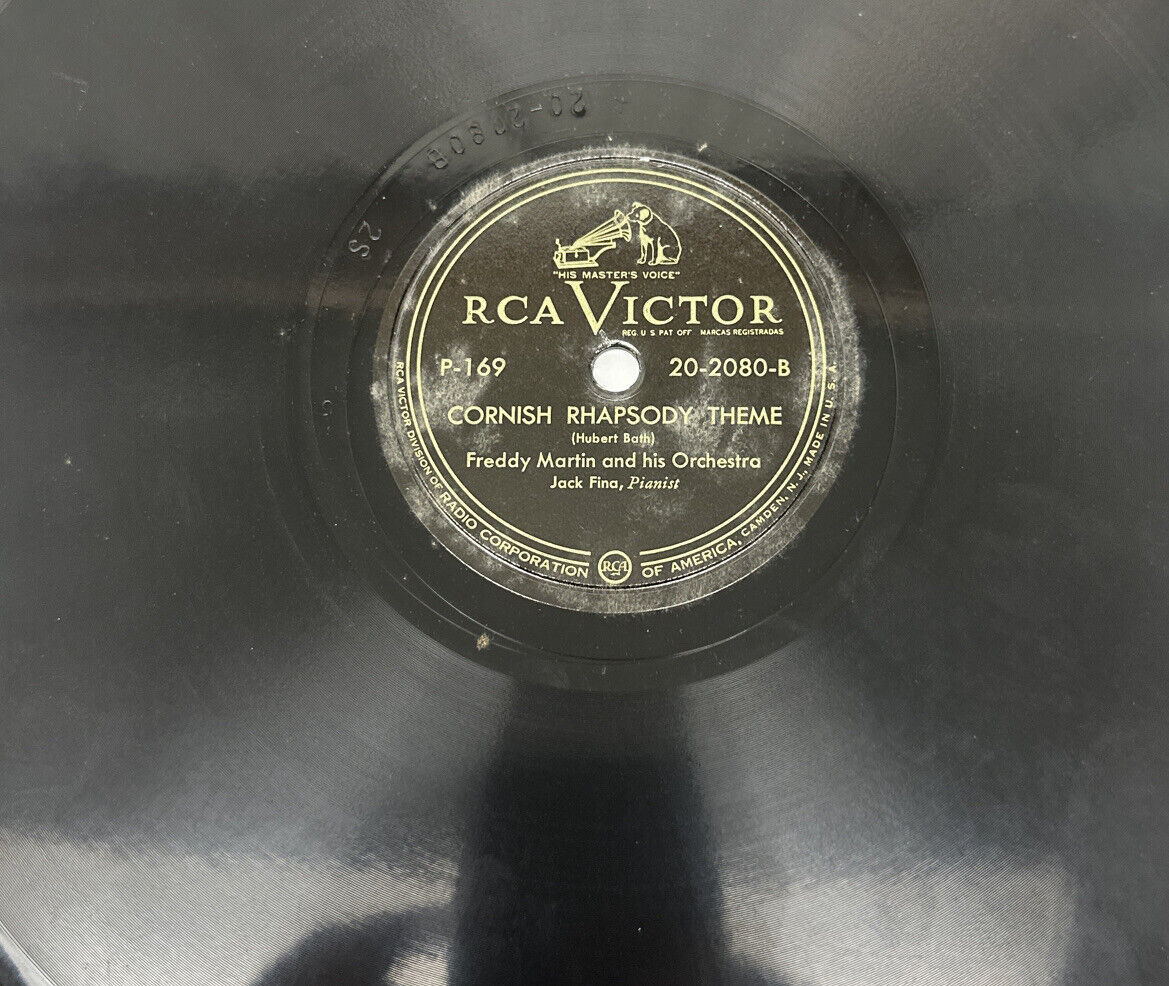 20-2080B
2S
"HIS MASTER'S VOICE"
RCA VICTOR
REG. U S. PAT OFF MARCAS REGISTRADAS
P-169 20-2080-B
CORNISH RHAPSODY THEME
(Hubert Bath)
Freddy Martin and his Orchestra
Jack Fina, Pianist
RCA VICTOR DIVISION OF RADIO CORPORATION RCA OF AMERICA, CAMDEN, N. J., MADE IN U. S. A.